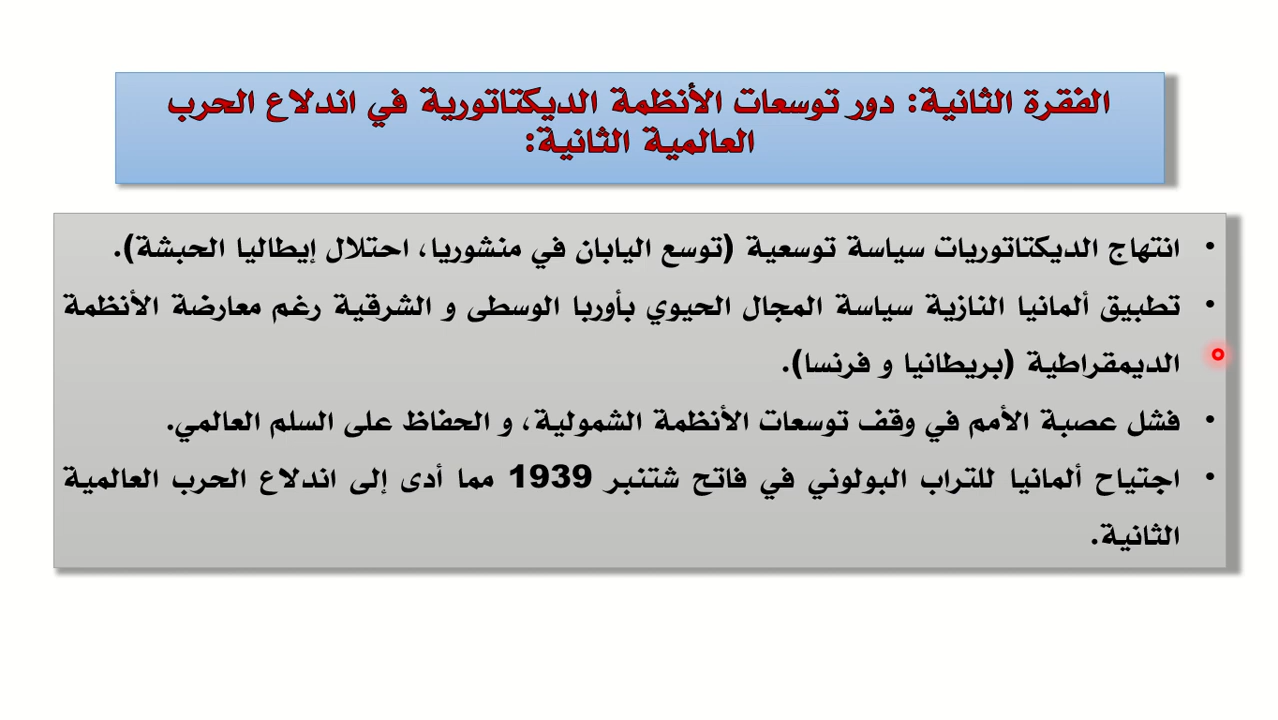 الفقرة الثانية: دور توسعات الأنظمة الديكتاتورية في اندلاع الحرب
العالمية الثانية:
• انتهاج الديكتاتوريات سياسة توسعية (توسع اليابان في منشوريا، احتلال إيطاليا الحبشة).
• تطبيق ألمانيا النازية سياسة المجال الحيوي بأوربا الوسطى و الشرقية رغم معارضة الأنظمة
الديمقراطية (بريطانيا و فرنسا).
• فشل عصبة الأمم في وقف توسعات الأنظمة الشمولية، و الحفاظ على السلم العالمي.
• اجتياح ألمانيا للتراب البولوني في فاتح شتنبر 1939 مما أدى إلى اندلاع الحرب العالمية
الثانية.